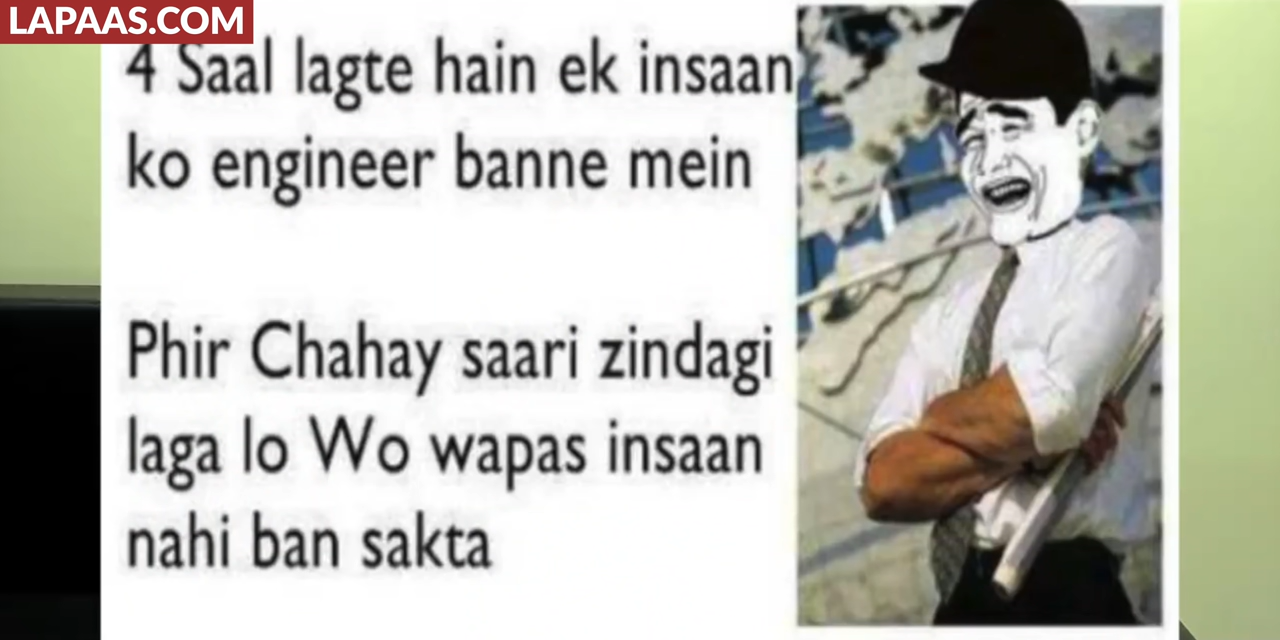 LAPAAS.COM
4 Saal lagte hain ek insaan
ko engineer banne mein
Phir Chahay saari zindagi
laga lo Wo wapas insaan
nahi ban sakta